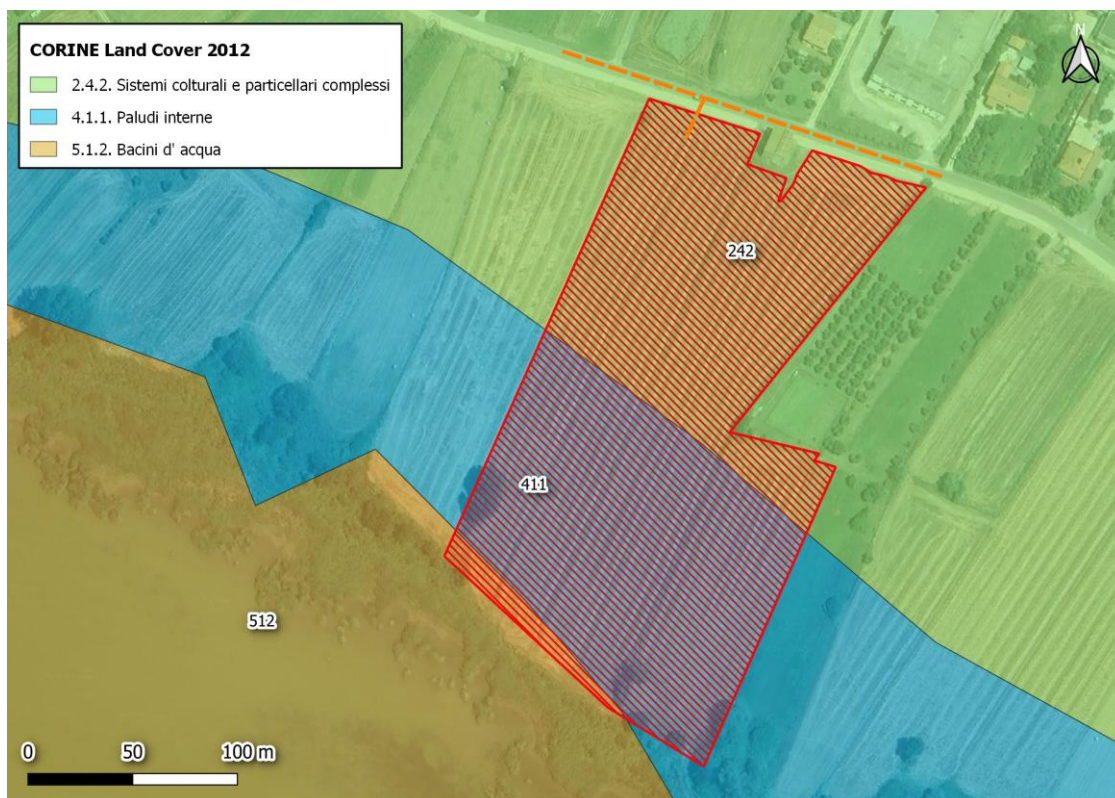 CORINE Land Cover 2012
2.4.2. Sistemi colturali e particellari complessi
4.1.1. Paludi interne
5.1.2. Bacini d' acqua
N
242
411
512
0 50 100 m